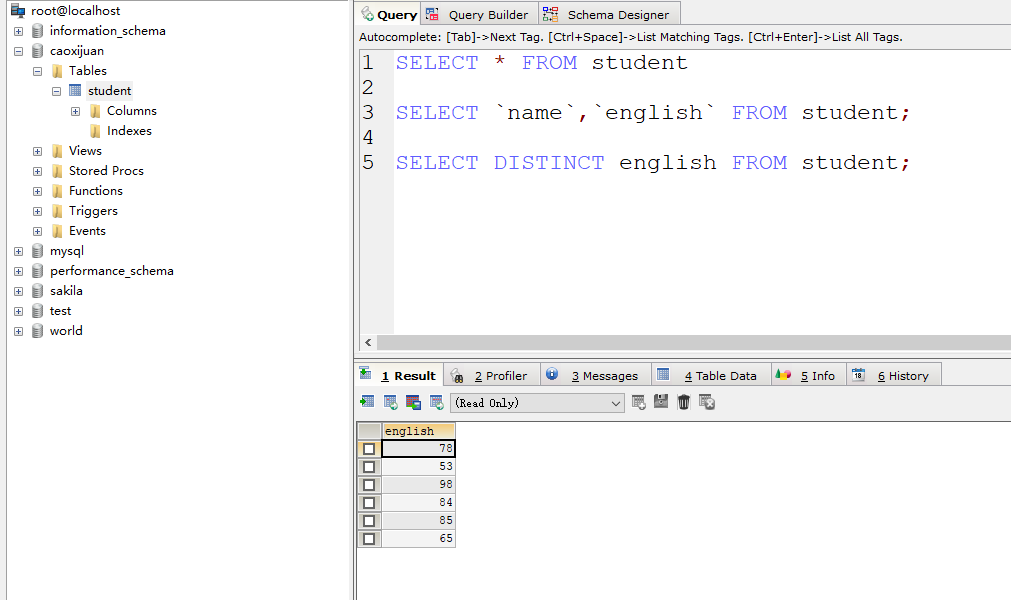 root@localhost
information_schema
caoxijuan
Tables
student
Columns
Indexes
Views
Stored Procs
Functions
Triggers
Events
mysql
performance_schema
sakila
test
world
Query Query Builder Schema Designer
Autocomplete: [Tab]->Next Tag. [Ctrl+Space]->List Matching Tags. [Ctrl+Enter]->List All Tags.
1 SELECT * FROM student
2
3 SELECT `name`,`english` FROM student;
4
5 SELECT DISTINCT english FROM student;
1 Result 2 Profiler 3 Messages 4 Table Data 5 Info 18 6 History
(Read Only)
english
78
53
98
84
85
65